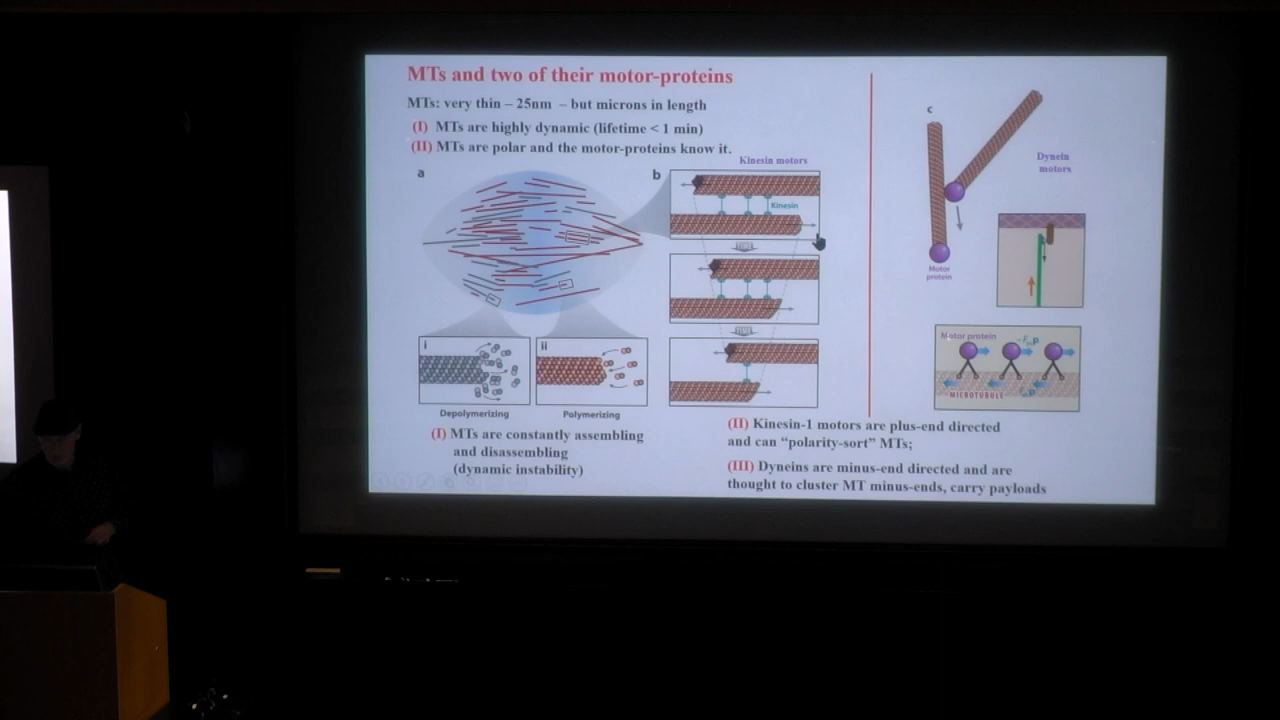 MTs and two of their motor-proteins
MTs: very thin – 25nm – but microns in length
(I) MTs are highly dynamic (lifetime < 1 min)
(II) MTs are polar and the motor-proteins know it.
a
b
Kinesin motors
Kinesin
i
Depolymerizing
ii
Polymerizing
(I) MTs are constantly assembling
and disassembling
(dynamic instability)
c
Dynein
motors
Motor
protein
Motor protein
MICROTUBULE
(II) Kinesin-1 motors are plus-end directed
and can “polarity-sort” MTs;
(III) Dyneins are minus-end directed and are
thought to cluster MT minus-ends, carry payloads